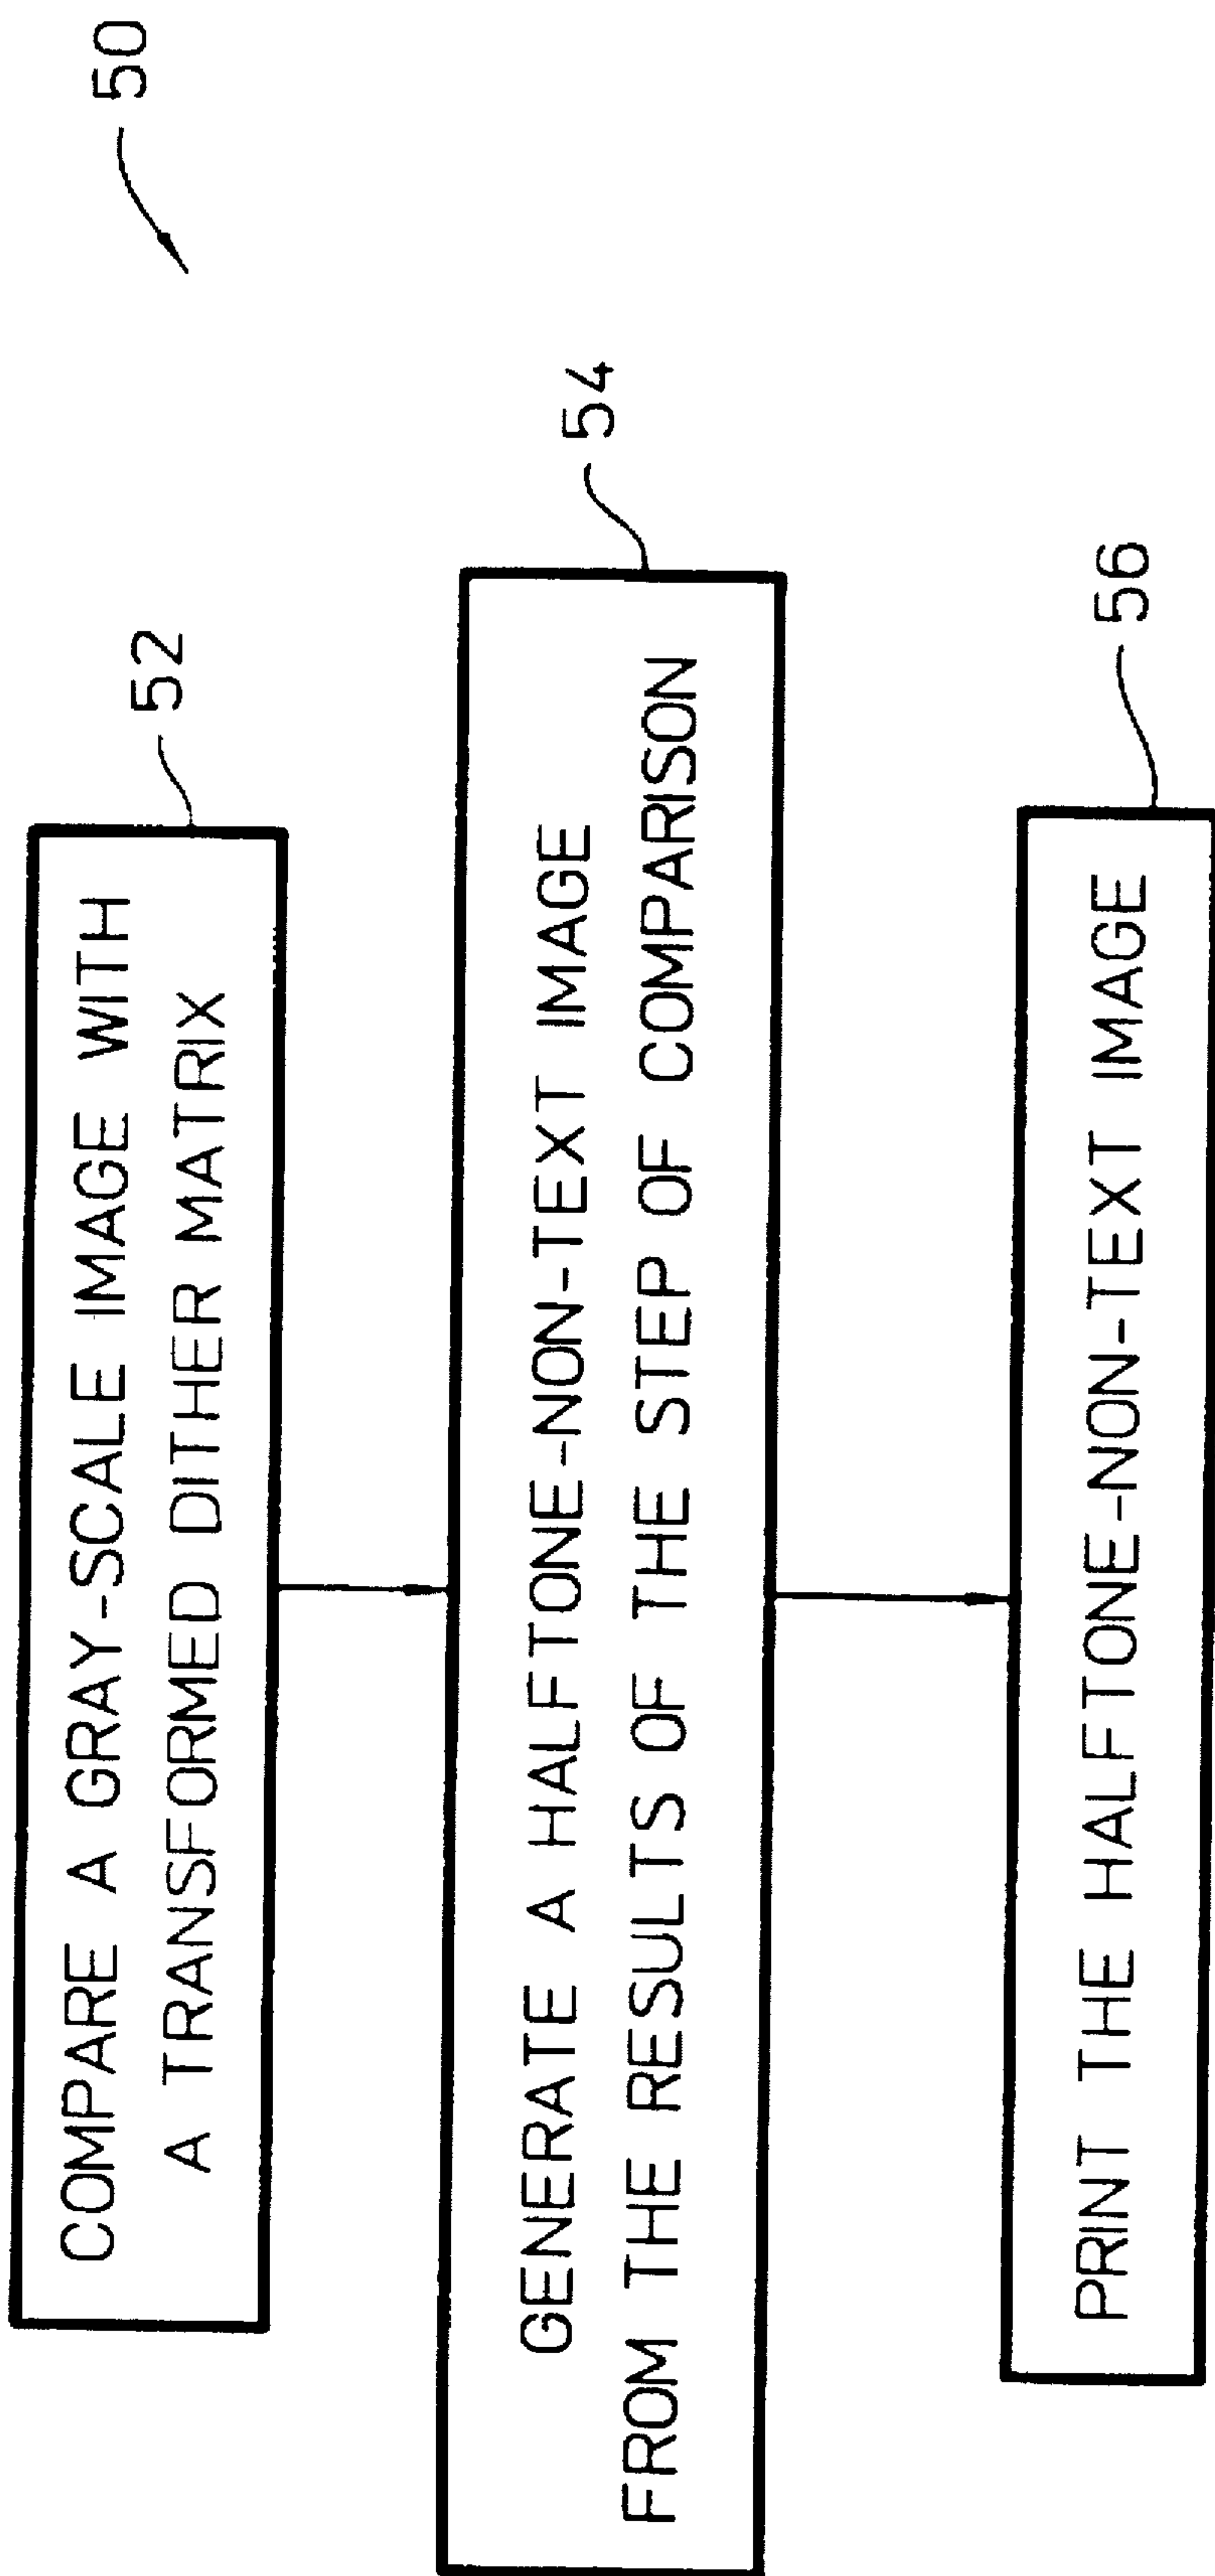 50
COMPARE A GRAY-SCALE IMAGE WITH
A TRANSFORMED DITHER MATRIX
52
GENERATE A HALFTONE-NON-TEXT IMAGE
FROM THE RESULTS OF THE STEP OF COMPARISON
54
PRINT THE HALFTONE-NON-TEXT IMAGE
56